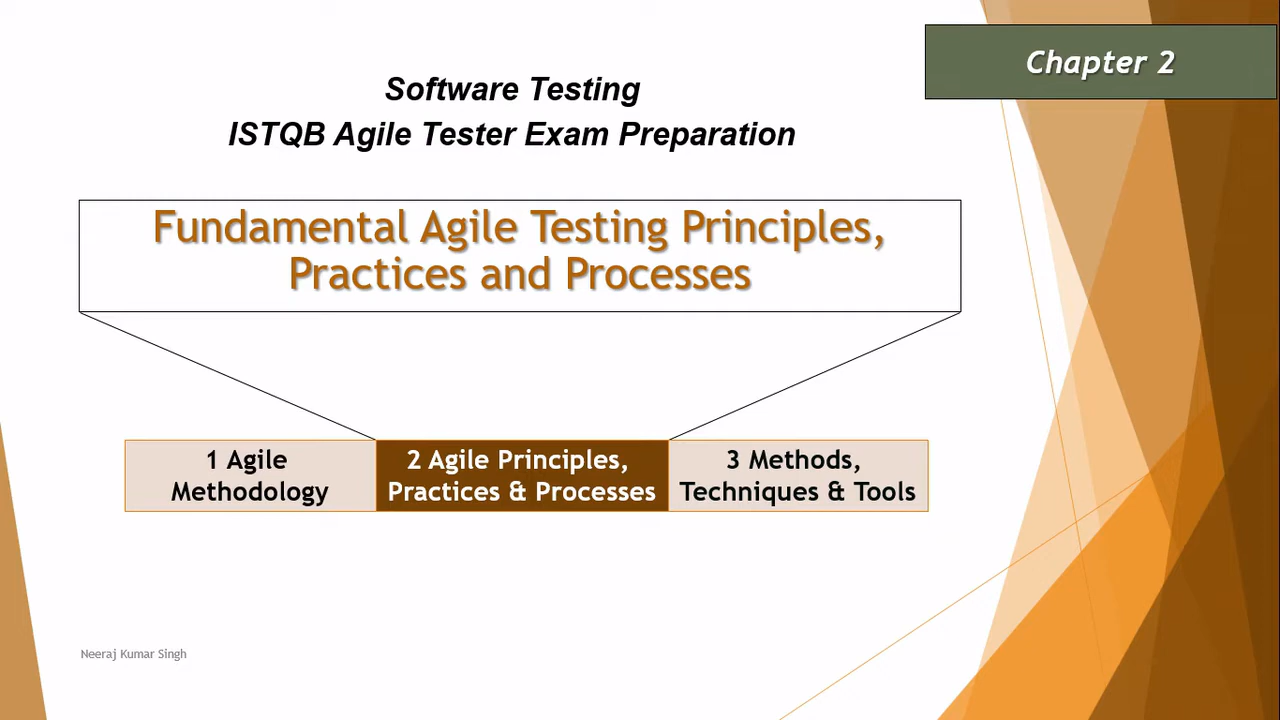 Chapter 2
Software Testing
ISTQB Agile Tester Exam Preparation
Fundamental Agile Testing Principles,
Practices and Processes
1 Agile
Methodology
2 Agile Principles,
Practices & Processes
3 Methods,
Techniques & Tools
Neeraj Kumar Singh